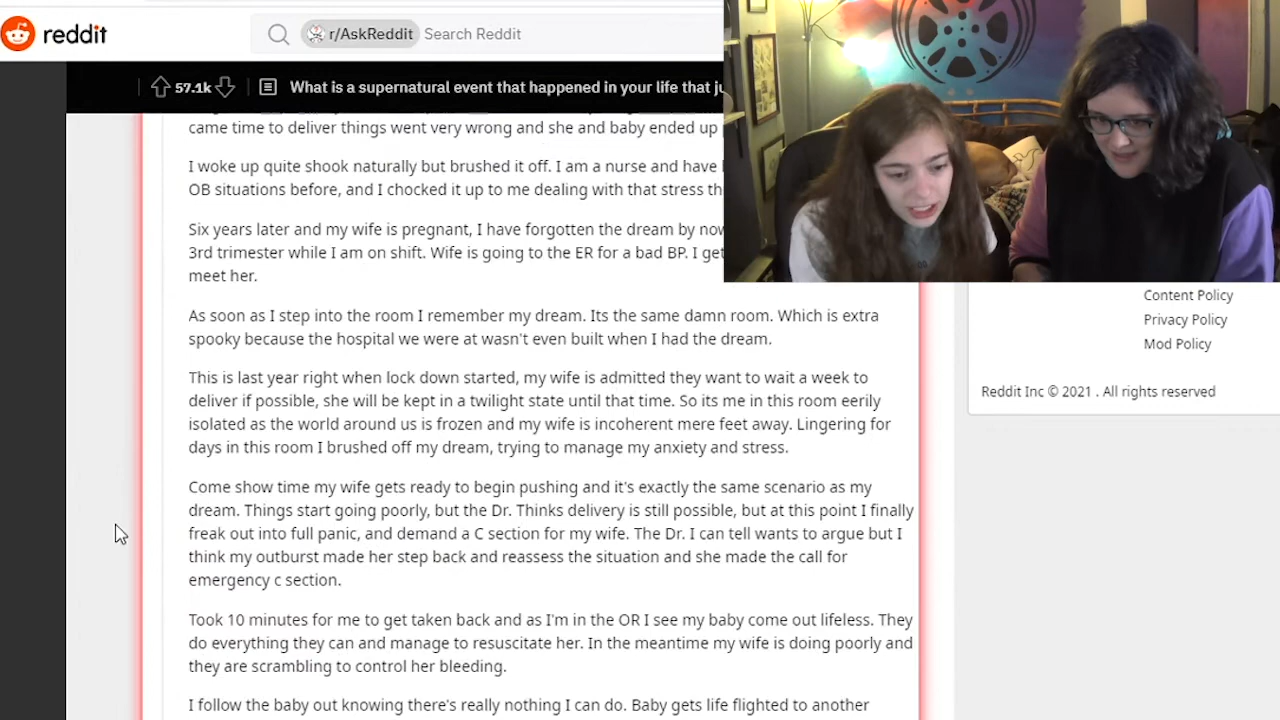 reddit
r/AskReddit Search Reddit
57.1k What is a supernatural event that happened in your life that ju
came time to deliver things went very wrong and she and baby ended up
I woke up quite shook naturally but brushed it off. I am a nurse and have
OB situations before, and I chocked it up to me dealing with that stress th
Six years later and my wife is pregnant, I have forgotten the dream by now
3rd trimester while I am on shift. Wife is going to the ER for a bad BP. I get
meet her.
As soon as I step into the room I remember my dream. Its the same damn room. Which is extra
spooky because the hospital we were at wasn't even built when I had the dream.
This is last year right when lock down started, my wife is admitted they want to wait a week to
deliver if possible, she will be kept in a twilight state until that time. So its me in this room eerily
isolated as the world around us is frozen and my wife is incoherent mere feet away. Lingering for
days in this room I brushed off my dream, trying to manage my anxiety and stress.
Come show time my wife gets ready to begin pushing and it's exactly the same scenario as my
dream. Things start going poorly, but the Dr. Thinks delivery is still possible, but at this point I finally
freak out into full panic, and demand a C section for my wife. The Dr. I can tell wants to argue but I
think my outburst made her step back and reassess the situation and she made the call for
emergency c section.
Took 10 minutes for me to get taken back and as I'm in the OR I see my baby come out lifeless. They
do everything they can and manage to resuscitate her. In the meantime my wife is doing poorly and
they are scrambling to control her bleeding.
I follow the baby out knowing there's really nothing I can do. Baby gets life flighted to another
Content Policy
Privacy Policy
Mod Policy
Reddit Inc © 2021 . All rights reserved